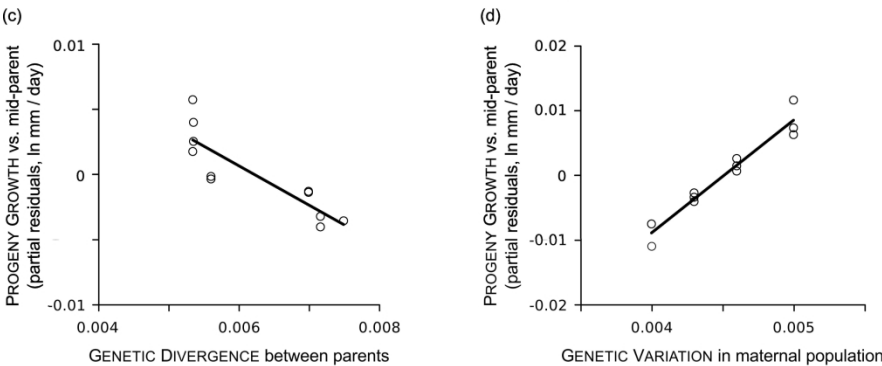 (c)
PROGENY GROWTH vs. mid-parent
(partial residuals, ln mm / day)
0.01
0
-0.01
0.004
0.006
0.008
GENETIC DIVERGENCE between parents
(d)
PROGENY GROWTH vs. mid-parent
(partial residuals, ln mm / day)
0.02
0.01
0
-0.01
-0.02
0.004
0.005
GENETIC VARIATION in maternal population